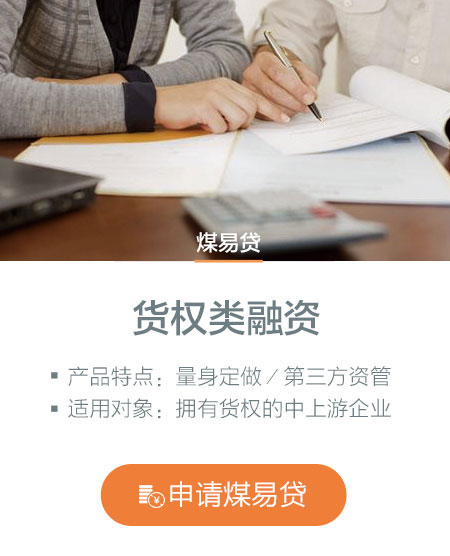 煤易贷
货权类融资
▪ 产品特点：量身定做／第三方资管
▪ 适用对象：拥有货权的中上游企业
申请煤易贷